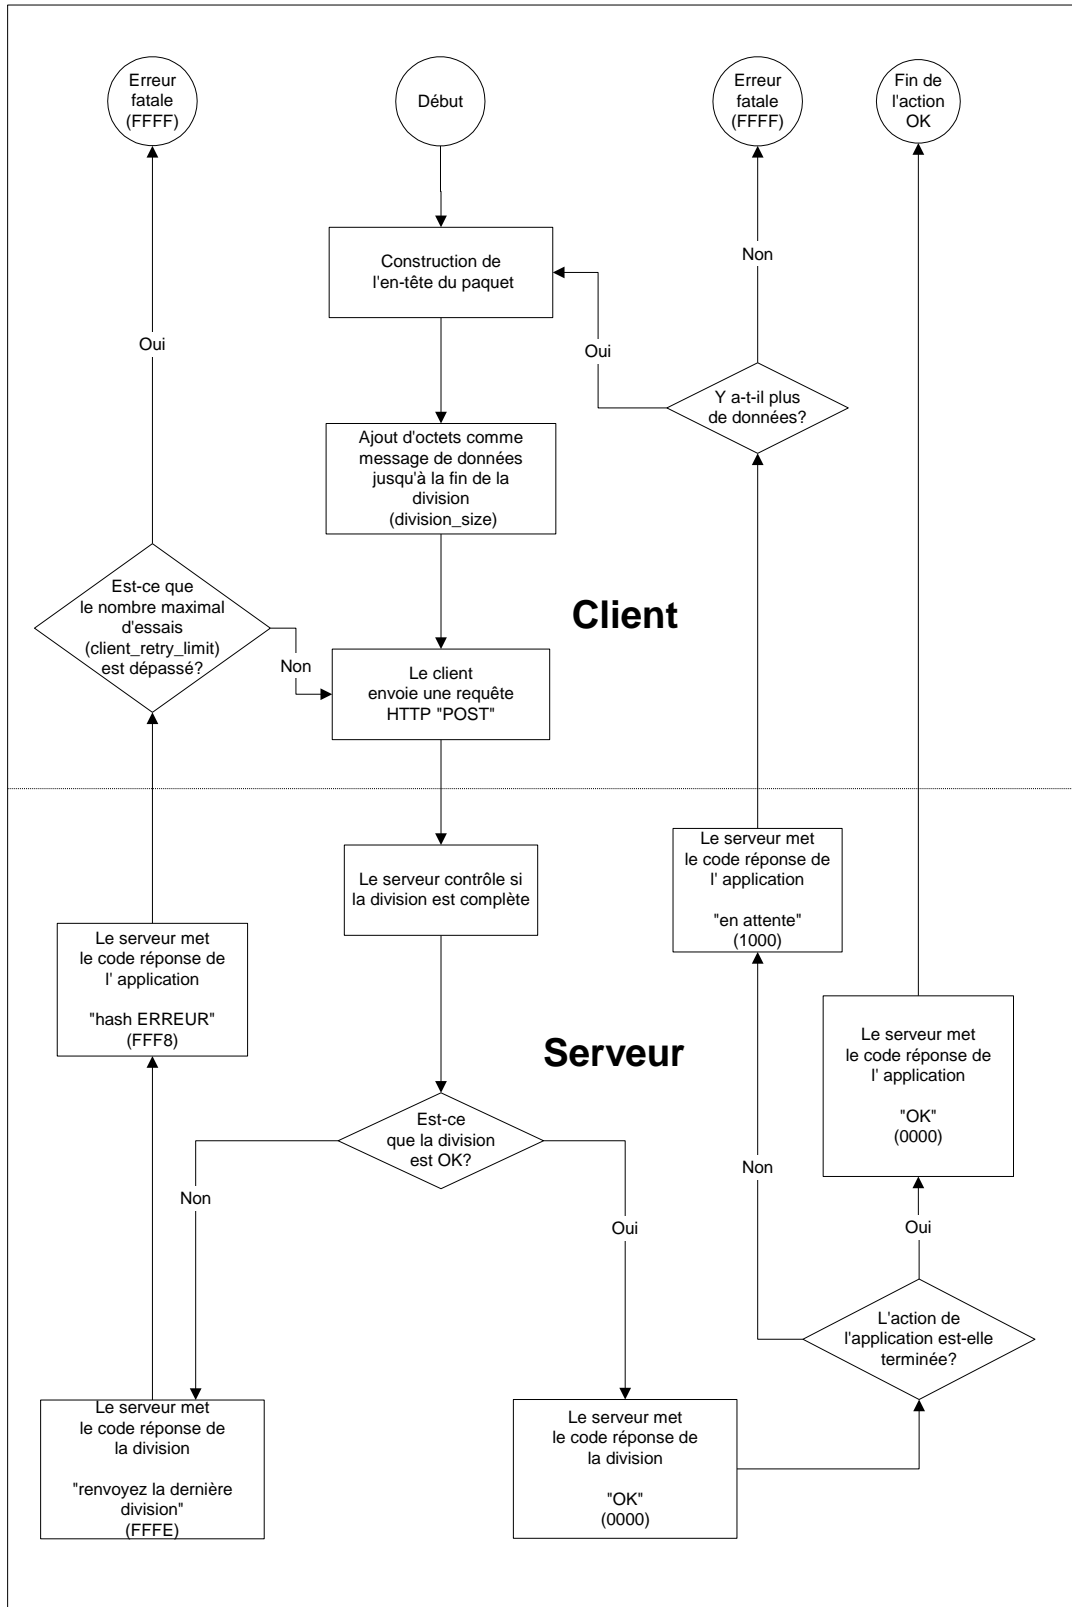 Erreur
fatale
(FFFF)
Début
Erreur
fatale
(FFFF)
Fin de
l'action
OK
Construction de
l'en-tête du paquet
Non
Oui
Oui
Y a-t-il plus
de données?
Ajout d'octets comme
message de données
jusqu'à la fin de la
division
(division_size)
Est-ce que
le nombre maximal
d'essais
(client_retry_limit)
est dépassé?
Client
Non
Le client
envoie une requête
HTTP "POST"
Le serveur met
le code réponse de
l' application
"en attente"
(1000)
Le serveur contrôle si
la division est complète
Le serveur met
le code réponse de
l' application
"hash ERREUR"
(FFF8)
Serveur
Le serveur met
le code réponse de
l' application
"OK"
(0000)
Est-ce
que la division
est OK?
Non
Non
Oui
Oui
L'action de
l'application est-elle
terminée?
Le serveur met
le code réponse de
la division
"renvoyez la dernière
division"
(FFFE)
Le serveur met
le code réponse de
la division
"OK"
(0000)